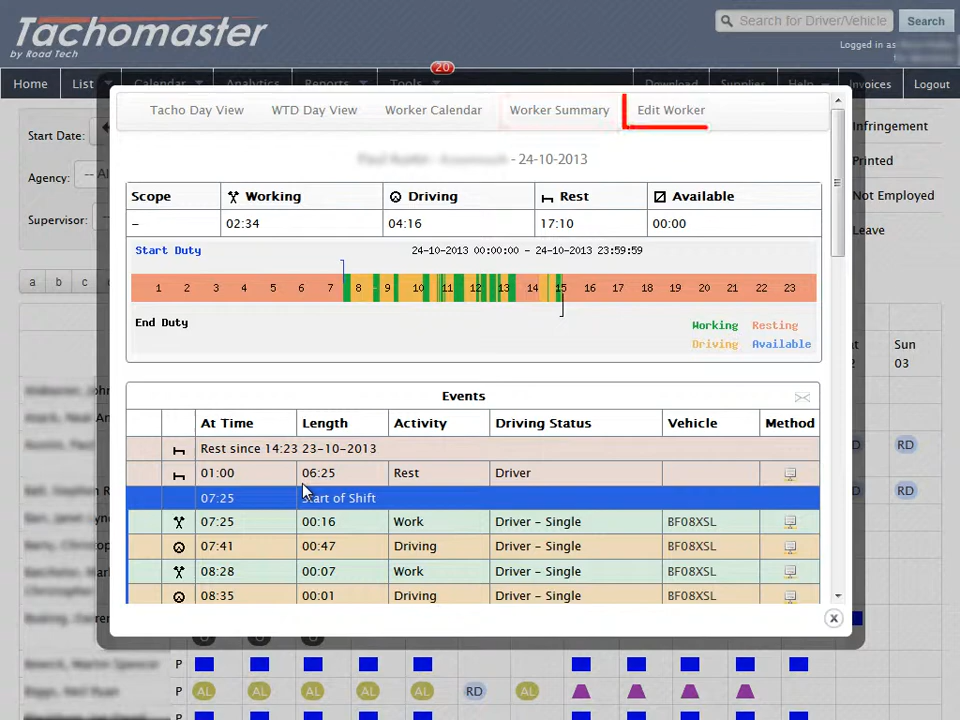 Tachomaster
by Road Tech
Search for Driver/Vehicle Search
Logged in as
20
Home List Calendar Analytics Reports Tools Download Supplies Help Invoices Logout
Tacho Day View WTD Day View Worker Calendar Worker Summary Edit Worker
Start Date:
Infringement
Agency:
Printed
- 24-10-2013
Supervisor:
Not Employed
Leave
Scope Working Driving Rest Available
– 02:34 04:16 17:10 00:00
Start Duty 24-10-2013 00:00:00 - 24-10-2013 23:59:59
a b c
1 2 3 4 5 6 7 8 9 10 11 12 13 14 15 16 17 18 19 20 21 22 23
End Duty
Working Resting
Driving Available
Sun
03
Events
At Time Length Activity Driving Status Vehicle Method
Rest since 14:23 23-10-2013
RD
01:00 06:25 Rest Driver
07:25 Start of Shift
RD
07:25 00:16 Work Driver - Single BF08XSL
07:41 00:47 Driving Driver - Single BF08XSL
08:28 00:07 Work Driver - Single BF08XSL
08:35 00:01 Driving Driver - Single BF08XSL
P
P AL AL AL AL AL RD AL
P